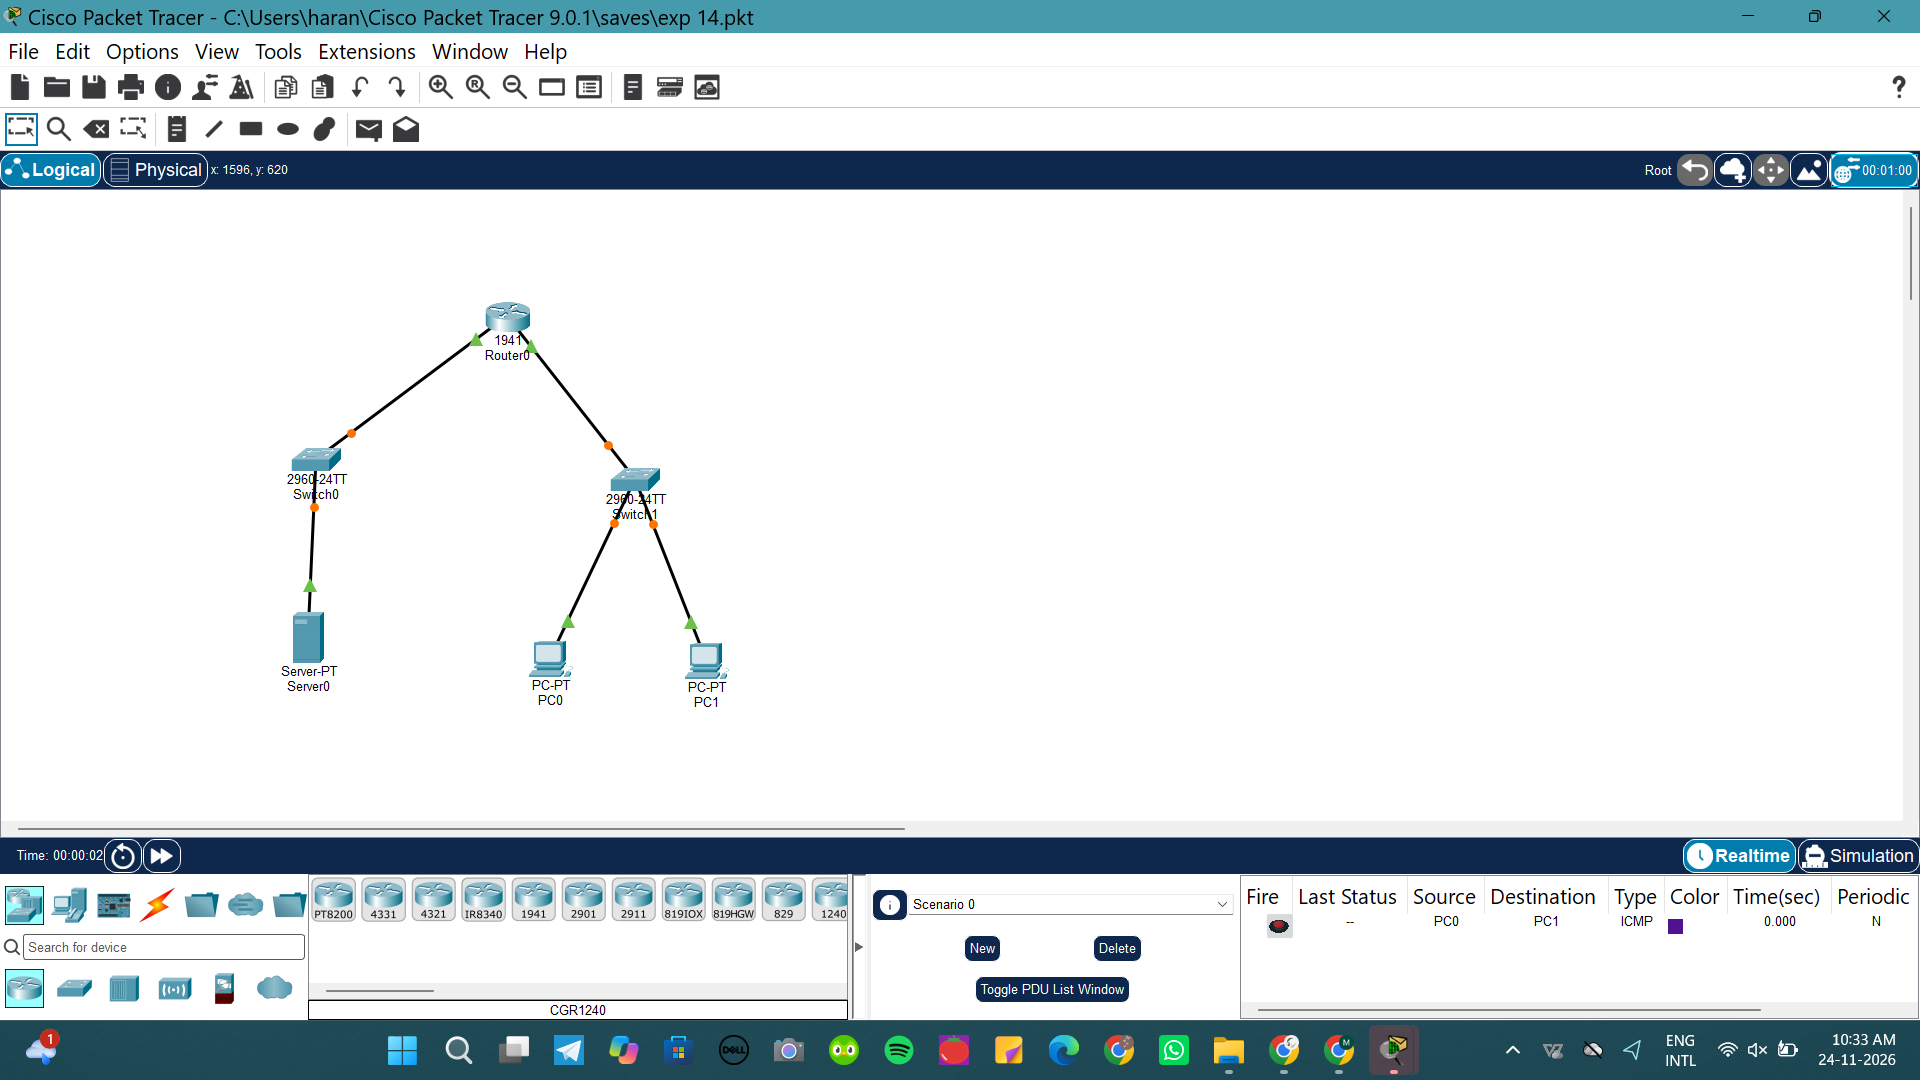 Cisco Packet Tracer - C:\Users\haran\Cisco Packet Tracer 9.0.1\saves\exp 14.pkt
File Edit Options View Tools Extensions Window Help
Logical Physical x: 1596, y: 620 Root 00:01:00
1941
Router0
2960-24TT
Switch0
2960-24TT
Switch1
Server-PT
Server0
PC-PT
PC0
PC-PT
PC1
Time: 00:00:02 Realtime Simulation
PT8200 4331 4321 IR8340 1941 2901 2911 819IOX 819HGW 829 1240
Search for device
CGR1240
Scenario 0
New Delete
Toggle PDU List Window
Fire Last Status Source Destination Type Color Time(sec) Periodic
-- PC0 PC1 ICMP 0.000 N
1
DELL
M
ENG
INTL
10:33 AM
24-11-2026